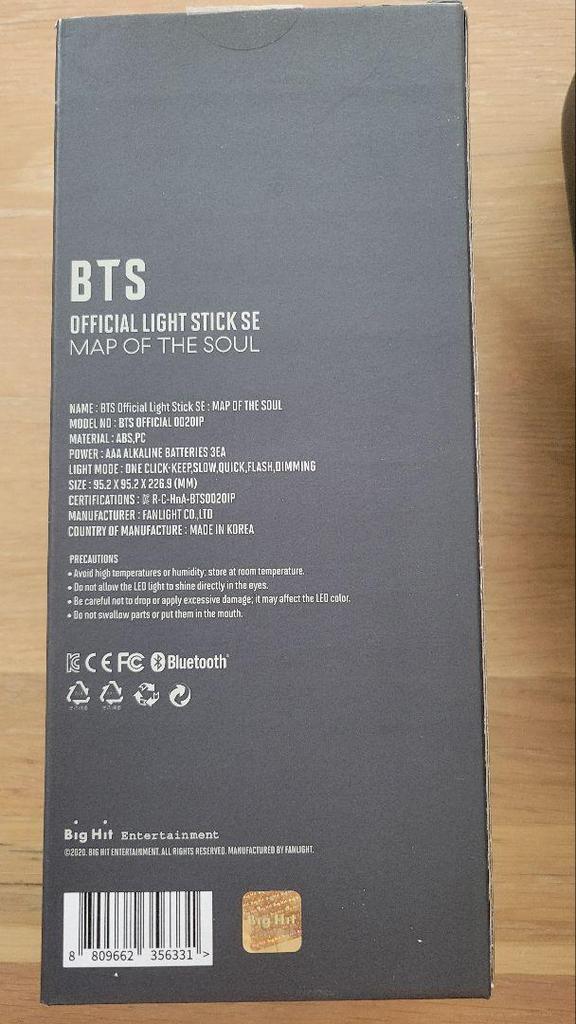 BTS
OFFICIAL LIGHT STICK SE
MAP OF THE SOUL
NAME : BTS Official Light Stick SE : MAP OF THE SOUL
MODEL NO : BTS OFFICIAL 0020IP
MATERIAL : ABS,PC
POWER : AAA ALKALINE BATTERIES 3EA
LIGHT MODE : ONE CLICK-KEEP,SLOW,QUICK,FLASH,DIMMING
SIZE : 95.2 X 95.2 X 226.9 (MM)
CERTIFICATIONS : R-C-HnA-BTS0020IP
MANUFACTURER : FANLIGHT CO.,LTD
COUNTRY OF MANUFACTURE : MADE IN KOREA
PRECAUTIONS
• Avoid high temperatures or humidity; store at room temperature.
• Do not allow the LED light to shine directly in the eyes.
• Be careful not to drop or apply excessive damage; it may affect the LED color.
• Do not swallow parts or put them in the mouth.
CE FC Bluetooth®
Big Hit Entertainment
©2020. BIG HIT ENTERTAINMENT. ALL RIGHTS RESERVED. MANUFACTURED BY FANLIGHT.
8 809662 356331 >
Big Hit